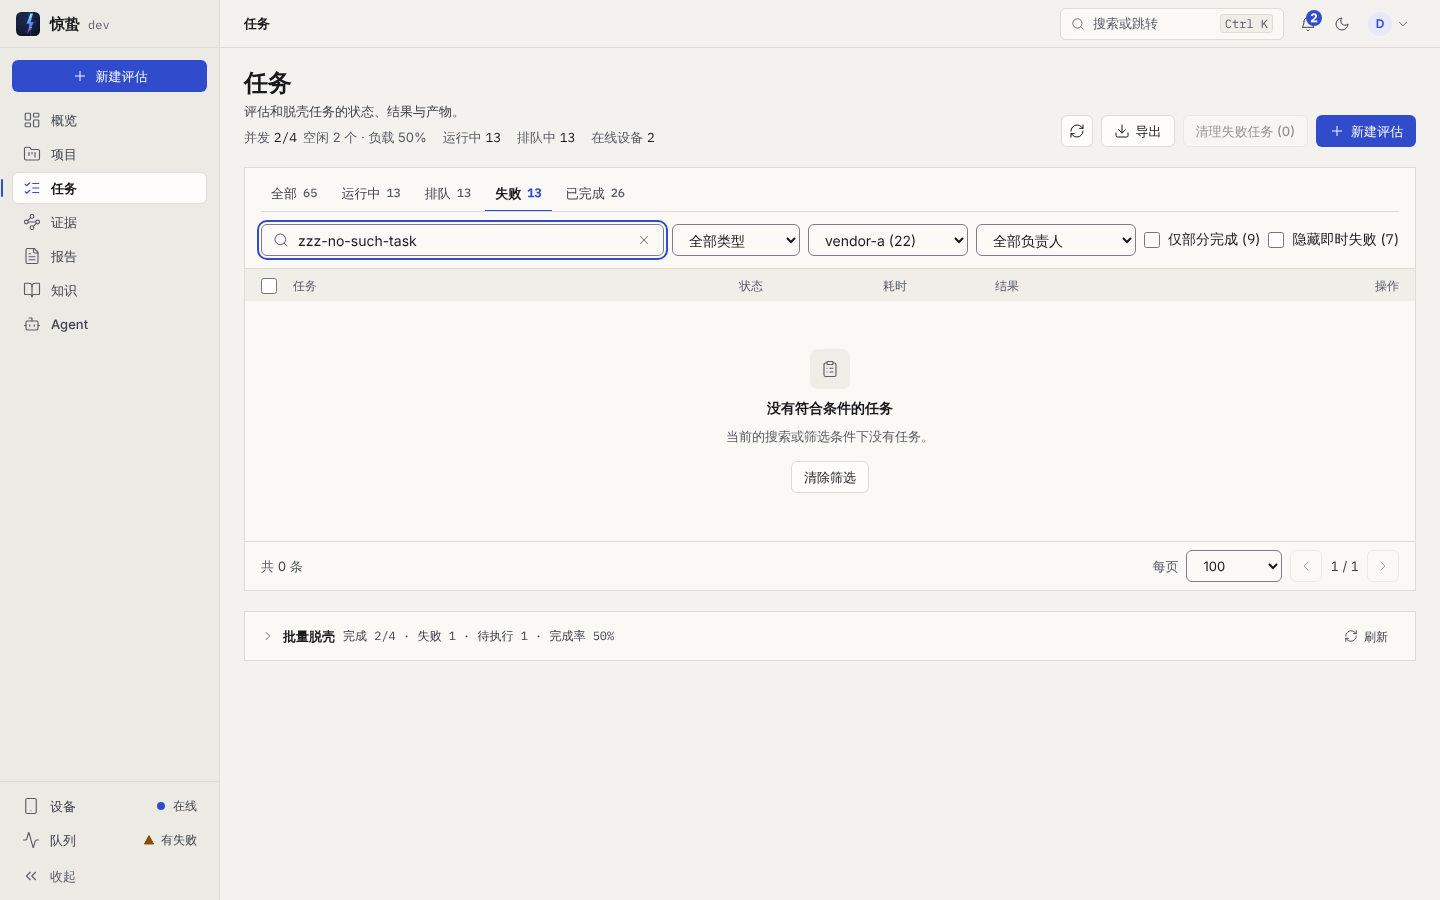 惊蛰 dev
新建评估
概览
项目
任务
证据
报告
知识
Agent
设备 在线
队列 有失败
收起
任务
搜索或跳转 Ctrl K
2
D
任务
评估和脱壳任务的状态、结果与产物。
并发 2/4 空闲 2 个 · 负载 50% 运行中 13 排队中 13 在线设备 2
导出 清理失败任务 (0) 新建评估
全部 65 运行中 13 排队 13 失败 13 已完成 26
zzz-no-such-task 全部类型 vendor-a (22) 全部负责人 仅部分完成 (9) 隐藏即时失败 (7)
任务 状态 耗时 结果 操作
没有符合条件的任务
当前的搜索或筛选条件下没有任务。
清除筛选
共 0 条 每页 100 1 / 1
批量脱壳 完成 2/4 · 失败 1 · 待执行 1 · 完成率 50% 刷新